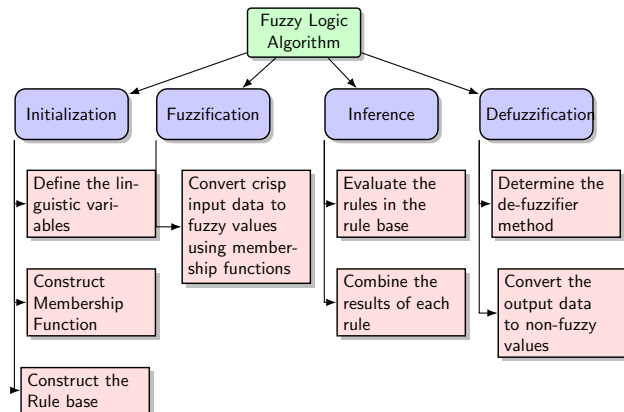 Fuzzy Logic
Algorithm
Initialization
Fuzzification
Inference
Defuzzification
Define the lin-
guistic vari-
ables
Construct
Membership
Function
Construct the
Rule base
Convert crisp
input data to
fuzzy values
using member-
ship functions
Evaluate the
rules in the
rule base
Combine the
results of each
rule
Determine the
de-fuzzifier
method
Convert the
output data
to non-fuzzy
values